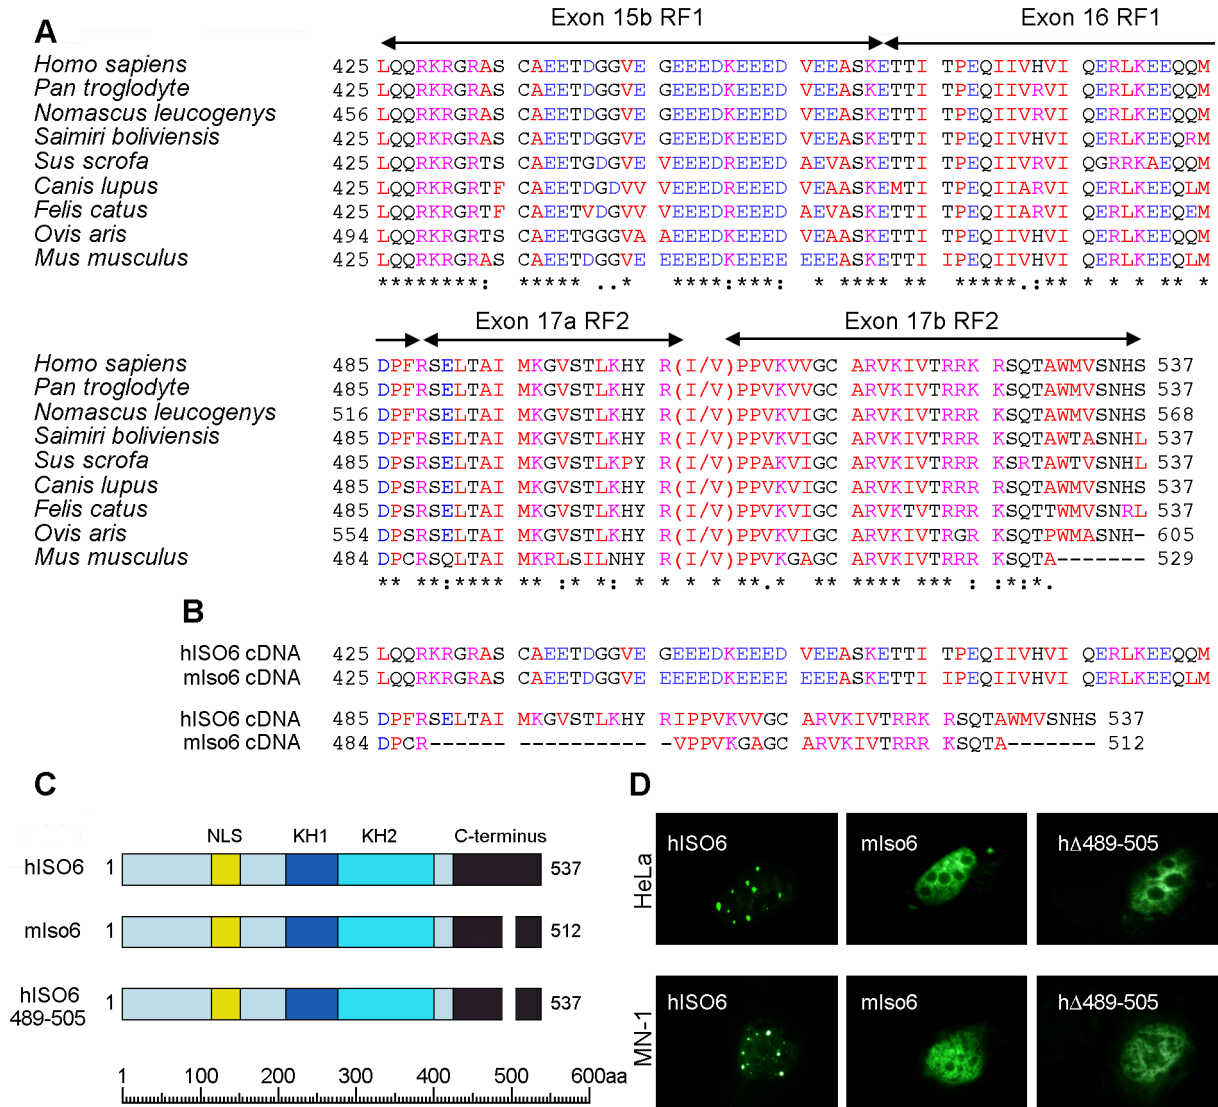 A
Exon 15b RF1 Exon 16 RF1
Homo sapiens 425 LQQRKRGRAS CAEETDGGVE GEEEDKEEED VEEASKETTI TPEQIIVHVI QERLKEEQQM
Pan troglodyte 425 LQQRKRGRAS CAEETDGGVE GEEEDKEEED VEEASKETTI TPEQIIVRVI QERLKEEQQM
Nomascus leucogenys 456 LQQRKRGRAS CAEETDGGVE GEEEDKEEED VEEASKETTI TPEQIIVRVI QERLKEEQQM
Saimiri boliviensis 425 LQQRKRGRAS CAEETDGGVE GEEEDKEEED VEEASKETTI TPEQIIVHVI QERLKEEQRM
Sus scrofa 425 LQQRKRGRTS CAEETGDGVE VEEEDREEED AEVASKETTI TPEQIIVRVI QGRRKAEQQM
Canis lupus 425 LQQRKRGRTF CAEETDGDVV VEEEDREEED VEAASKEMTI TPEQIIARVI QERLKEEQLM
Felis catus 425 LQQRKRGRTF CAEETVDGVV VEEEDREEED AEVASKETTI TPEQIIARVI QERLKEEQEM
Ovis aris 494 LQQRKRGRTS CAEETGGGVA AEEEDKEEED VEAASKETTI TPEQIIVHVI QERLKEEQQM
Mus musculus 425 LQQRKRGRAS CAEETDGGVE EEEEDKEEEE EEEASKETTI IPEQIIVHVI QERLKEEQLM
********: ***** ..* ****:****: * ***** ** *****.:** * * *** * *
Exon 17a RF2 Exon 17b RF2
Homo sapiens 485 DPFRSELTAI MKGVSTLKHY R(I/V)PPVKVVGC ARVKIVTRRK RSQTAWMVSNHS 537
Pan troglodyte 485 DPFRSELTAI MKGVSTLKHY R(I/V)PPVKVVGC ARVKIVTRRK RSQTAWMVSNHS 537
Nomascus leucogenys 516 DPFRSELTAI MKGVSTLKHY R(I/V)PPVKVIGC ARVKIVTRRR KSQTAWMVSNHS 568
Saimiri boliviensis 485 DPFRSELTAI MKGVSTLKHY R(I/V)PPVKVIGC ARVKIVTRRR KSQTAWTASNHL 537
Sus scrofa 485 DPSRSELTAI MKGVSTLKPY R(I/V)PPAKVIGC ARVKIVTRRR KSRTAWTVSNHL 537
Canis lupus 485 DPSRSELTAI MKGVSTLKHY R(I/V)PPVKVIGC ARVKIVTRRR KSQTAWMVSNHS 537
Felis catus 485 DPSRSELTAI MKGVSTLKHY R(I/V)PPVKVIGC ARVKTVTRRR KSQTTWMVSNRL 537
Ovis aris 554 DPSRSELTAI MKGVSTLKHY R(I/V)PPVKVIGC ARVKIVTRGR KSQTPWMASNH- 605
Mus musculus 484 DPCRSQLTAI MKRLSILNHY R(I/V)PPVKGAGC ARVKIVTRRR KSQTA------- 529
** **:**** ** :* *: ** * * * **.* ** **** *** : :*:*.
B
hISO6 cDNA 425 LQQRKRGRAS CAEETDGGVE GEEEDKEEED VEEASKETTI TPEQIIVHVI QERLKEEQQM
mIso6 cDNA 425 LQQRKRGRAS CAEETDGGVE EEEEDKEEEE EEEASKETTI IPEQIIVHVI QERLKEEQLM
hISO6 cDNA 485 DPFRSELTAI MKGVSTLKHY RIPPVKVVGC ARVKIVTRRK RSQTAWMVSNHS 537
mIso6 cDNA 484 DPCR------ ---------- -VPPVKGAGC ARVKIVTRRR KSQTA------- 512
C
NLS KH1 KH2 C-terminus
hISO6 1 537
mIso6 1 512
hISO6
489-505 1 537
1 100 200 300 400 500 600aa
D
HeLa
hISO6 mIso6 hΔ489-505
MN-1
hISO6 mIso6 hΔ489-505